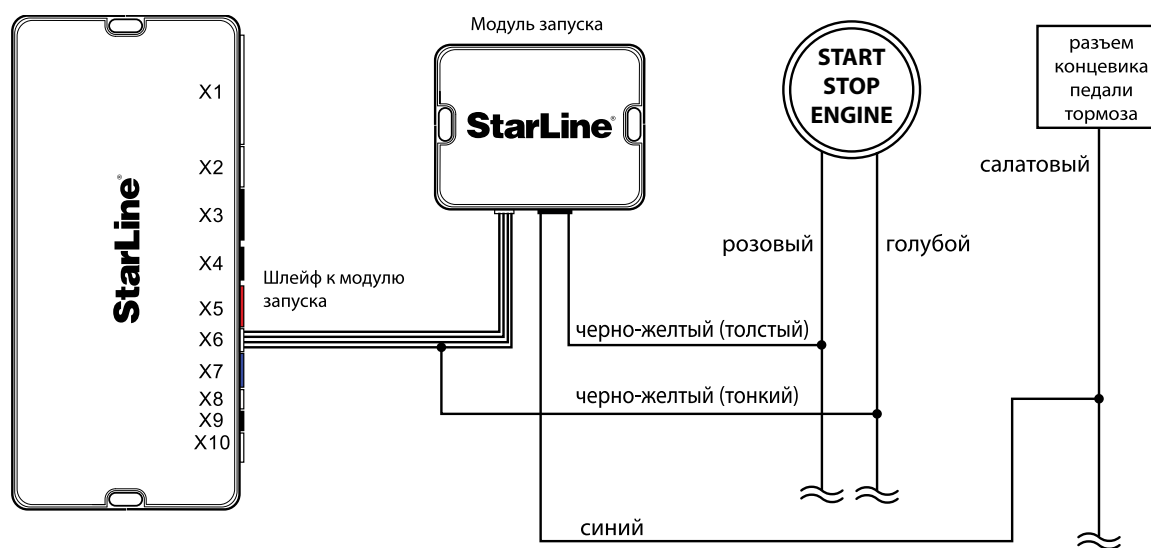 Модуль запуска
StarLine®
START
STOP
ENGINE
разъем
концевика
педали
тормоза
X1
X2
X3
X4
X5
X6
X7
X8
X9
X10
StarLine®
Шлейф к модулю
запуска
салатовый
розовый
голубой
черно-желтый (толстый)
черно-желтый (тонкий)
синий